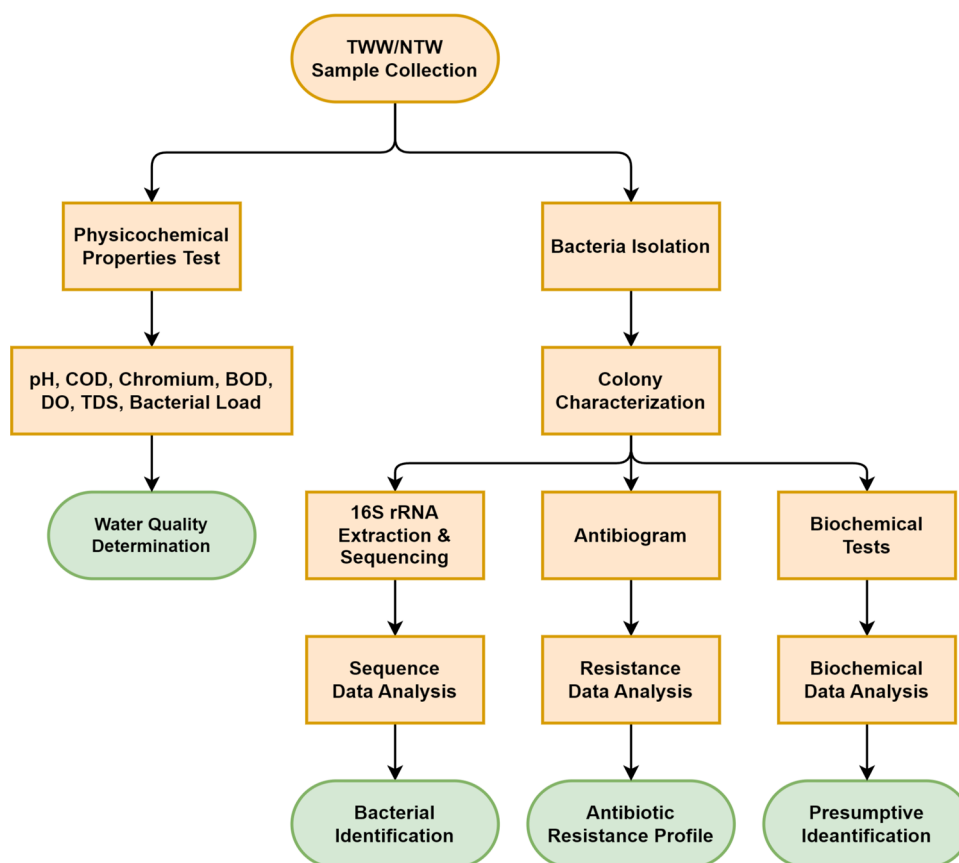 TWW/NTW
Sample Collection
Physicochemical
Properties Test
Bacteria Isolation
pH, COD, Chromium, BOD,
DO, TDS, Bacterial Load
Colony
Characterization
Water Quality
Determination
16S rRNA
Extraction &
Sequencing
Antibiogram
Biochemical
Tests
Sequence
Data Analysis
Resistance
Data Analysis
Biochemical
Data Analysis
Bacterial
Identification
Antibiotic
Resistance Profile
Presumptive
Ideantification